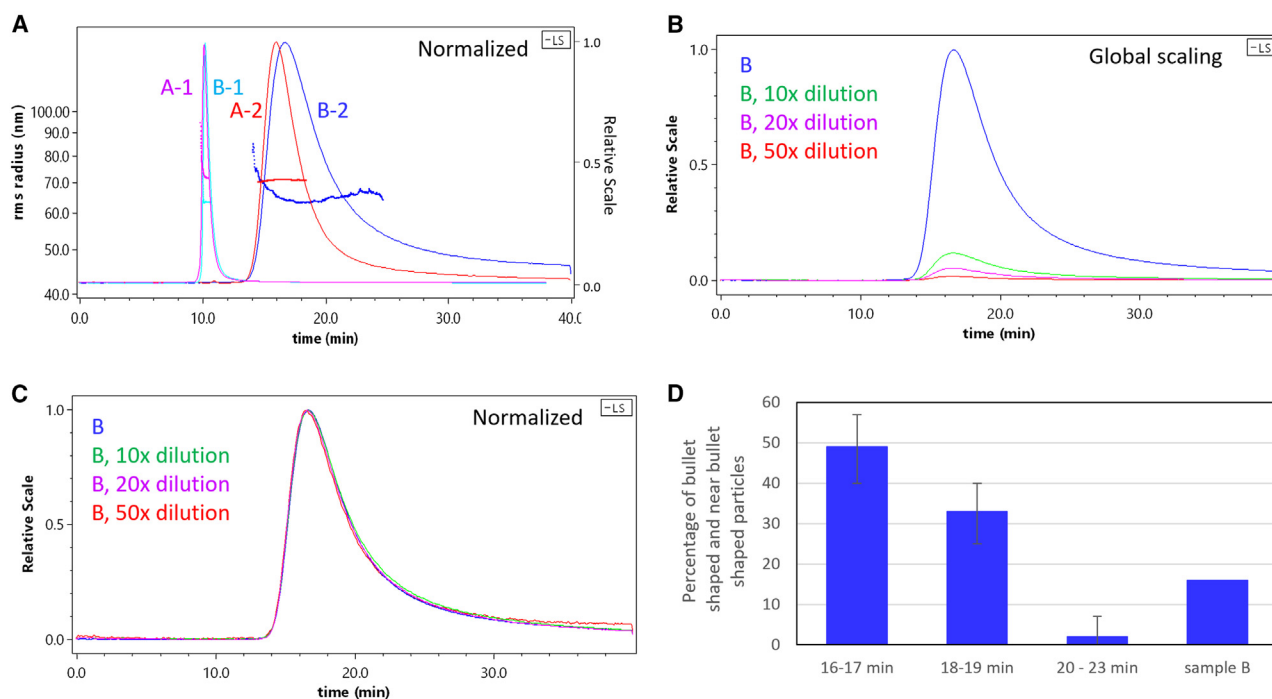 A
Normalized
−LS
1.0
A-1
B-1
A-2
B-2
100.00
90.0
80.0
70.0
60.0
50.0
40.0
rms radius (nm)
0.5
0.0
Relative Scale
0.0
10.0
20.0
30.0
40.0
time (min)
B
Global scaling
−LS
B
B, 10x dilution
B, 20x dilution
B, 50x dilution
1.0
0.5
0.0
Relative Scale
0.0
10.0
20.0
30.0
time (min)
C
Normalized
−LS
B
B, 10x dilution
B, 20x dilution
B, 50x dilution
1.0
0.5
0.0
Relative Scale
0.0
10.0
20.0
30.0
time (min)
D
Percentage of bullet
shaped and near bullet
shaped particles
60
50
40
30
20
10
0
16-17 min
18-19 min
20 - 23 min
sample B